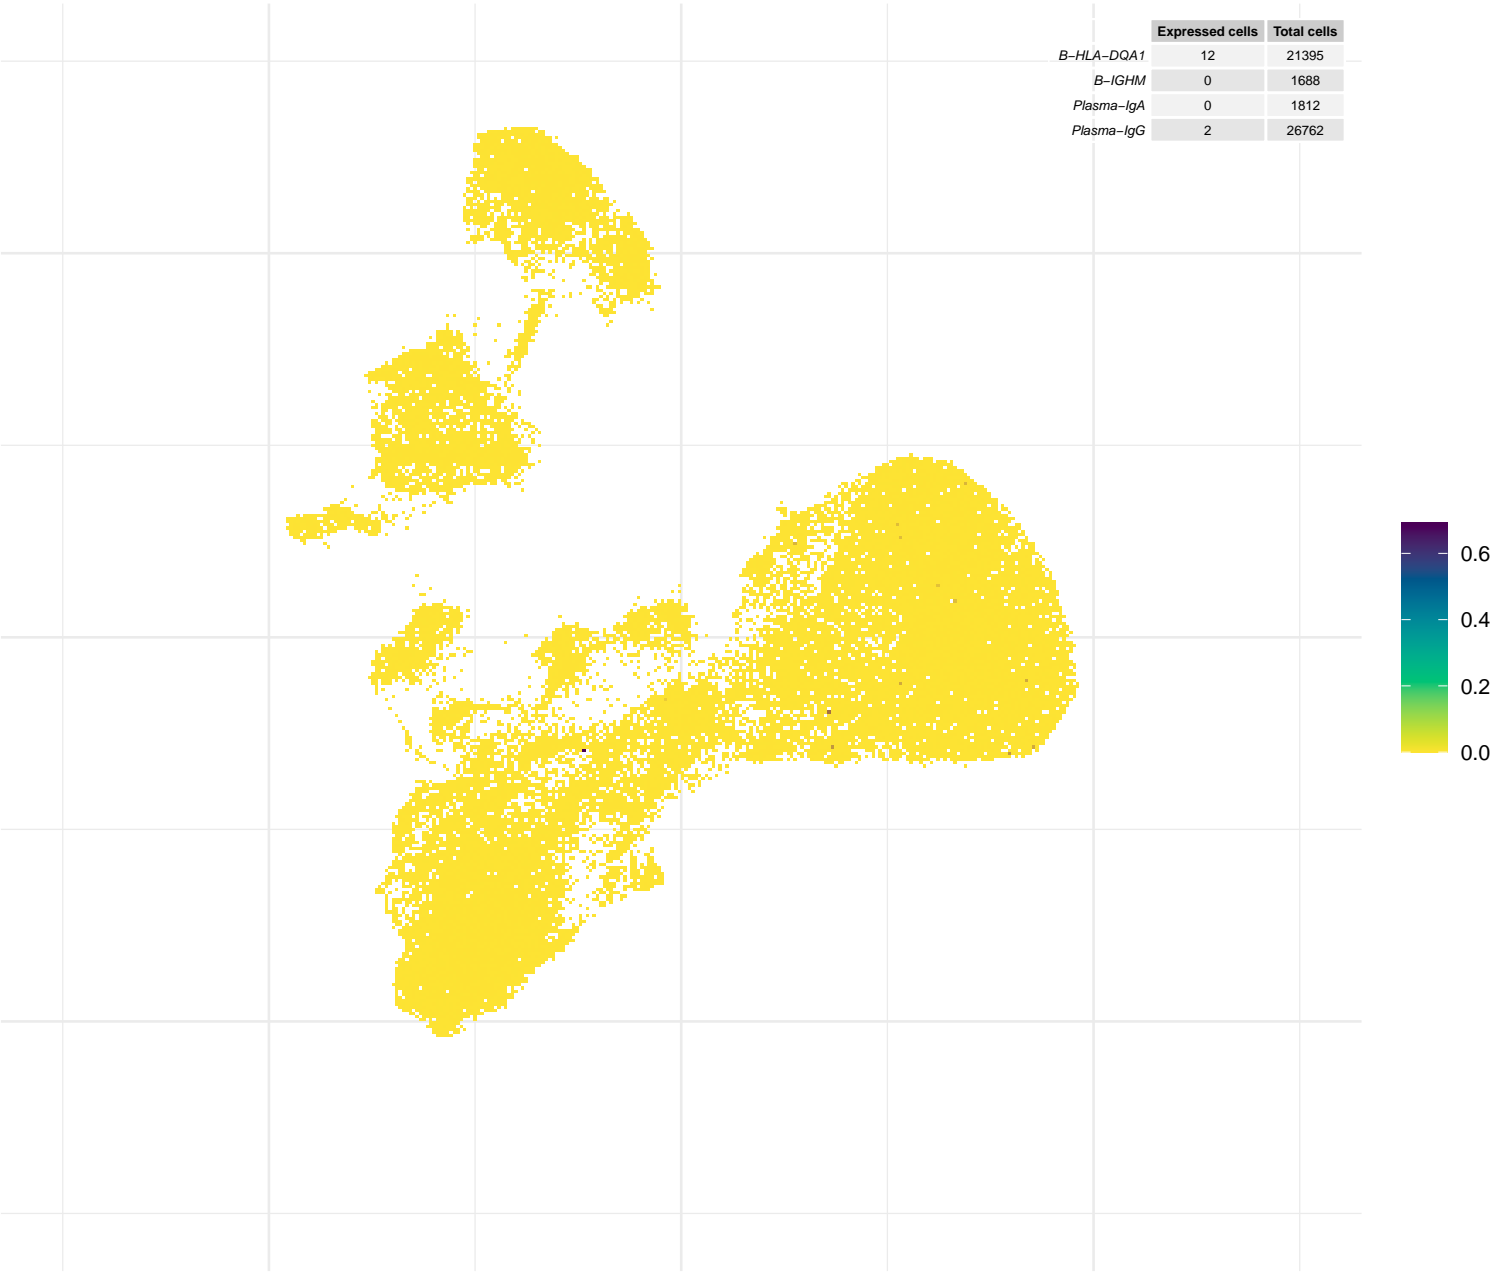 Expressed cells Total cells
B−HLA−DQA1 12 21395
B−IGHM 0 1688
Plasma−IgA 0 1812
Plasma−IgG 2 26762
0.6
0.4
0.2
0.0